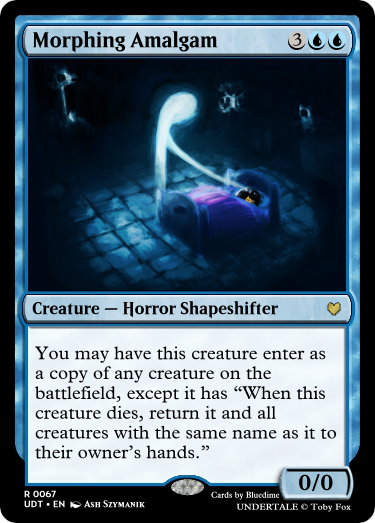 Morphing Amalgam 3
Creature — Horror Shapeshifter
You may have this creature enter as
a copy of any creature on the
battlefield, except it has “When this
creature dies, return it and all
creatures with the same name as it to
their owner's hands.”
0/0
R 0067
Cards by Bluedime
UDT • EN Ash Szymanik
UNDERTALE © Toby Fox